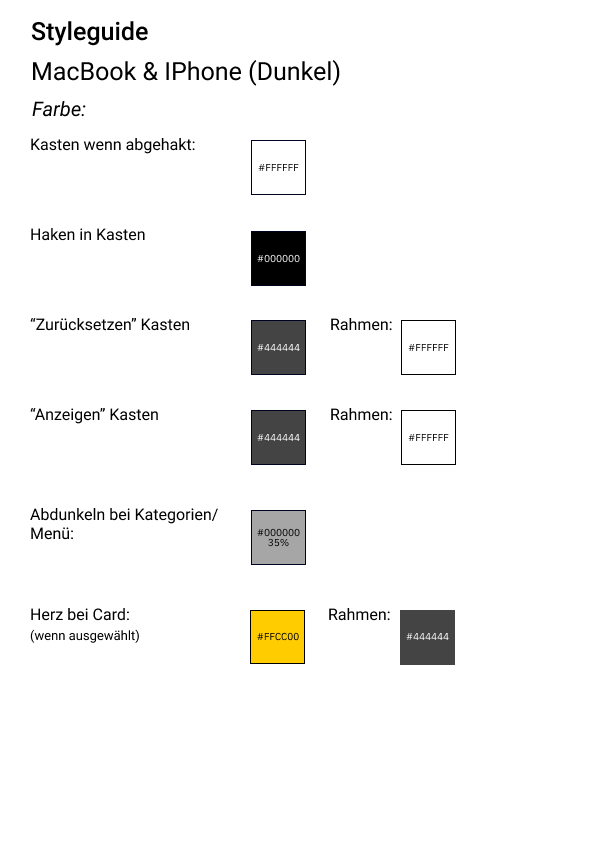 Styleguide
MacBook & IPhone (Dunkel)
Farbe:
Kasten wenn abgehakt:
#FFFFFF
Haken in Kasten
#000000
“Zurücksetzen” Kasten
#444444
Rahmen:
#FFFFFF
“Anzeigen” Kasten
#444444
Rahmen:
#FFFFFF
Abdunkeln bei Kategorien/
Menü:
#000000
35%
Herz bei Card:
(wenn ausgewählt)
#FFCC00
Rahmen:
#444444